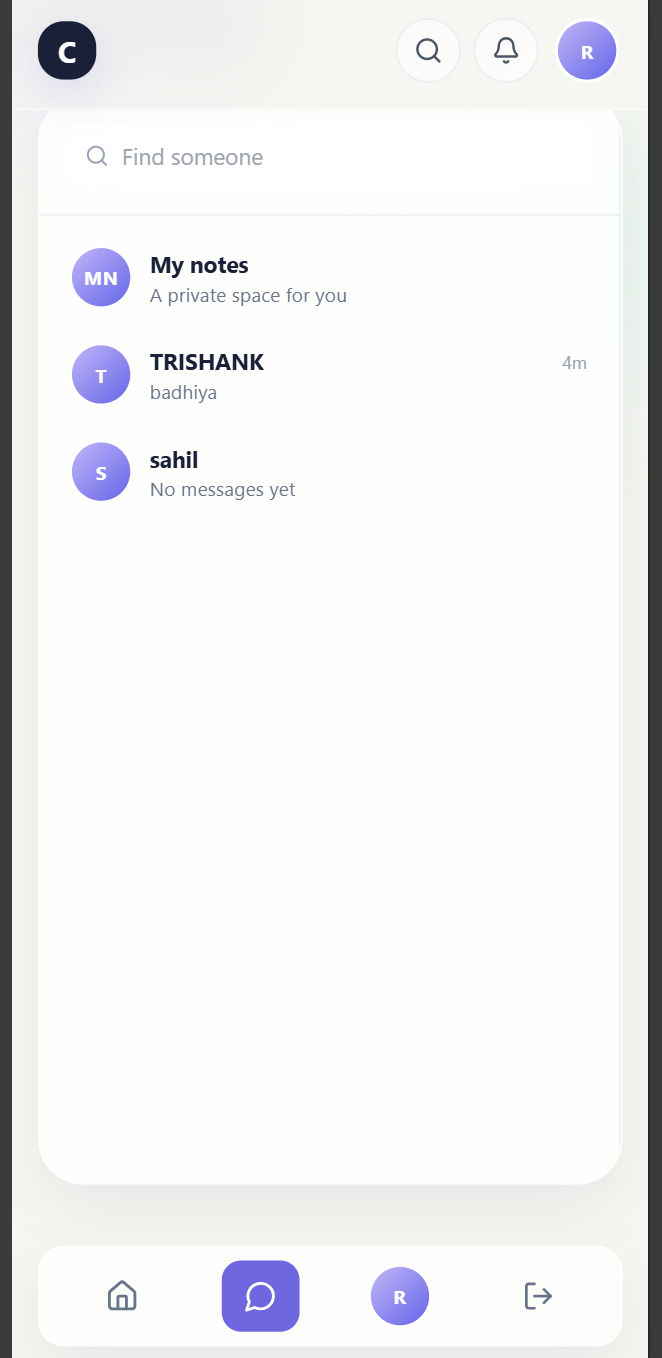 C
R
Find someone
MN
My notes
A private space for you
T
TRISHANK
4m
badhiya
S
sahil
No messages yet
R